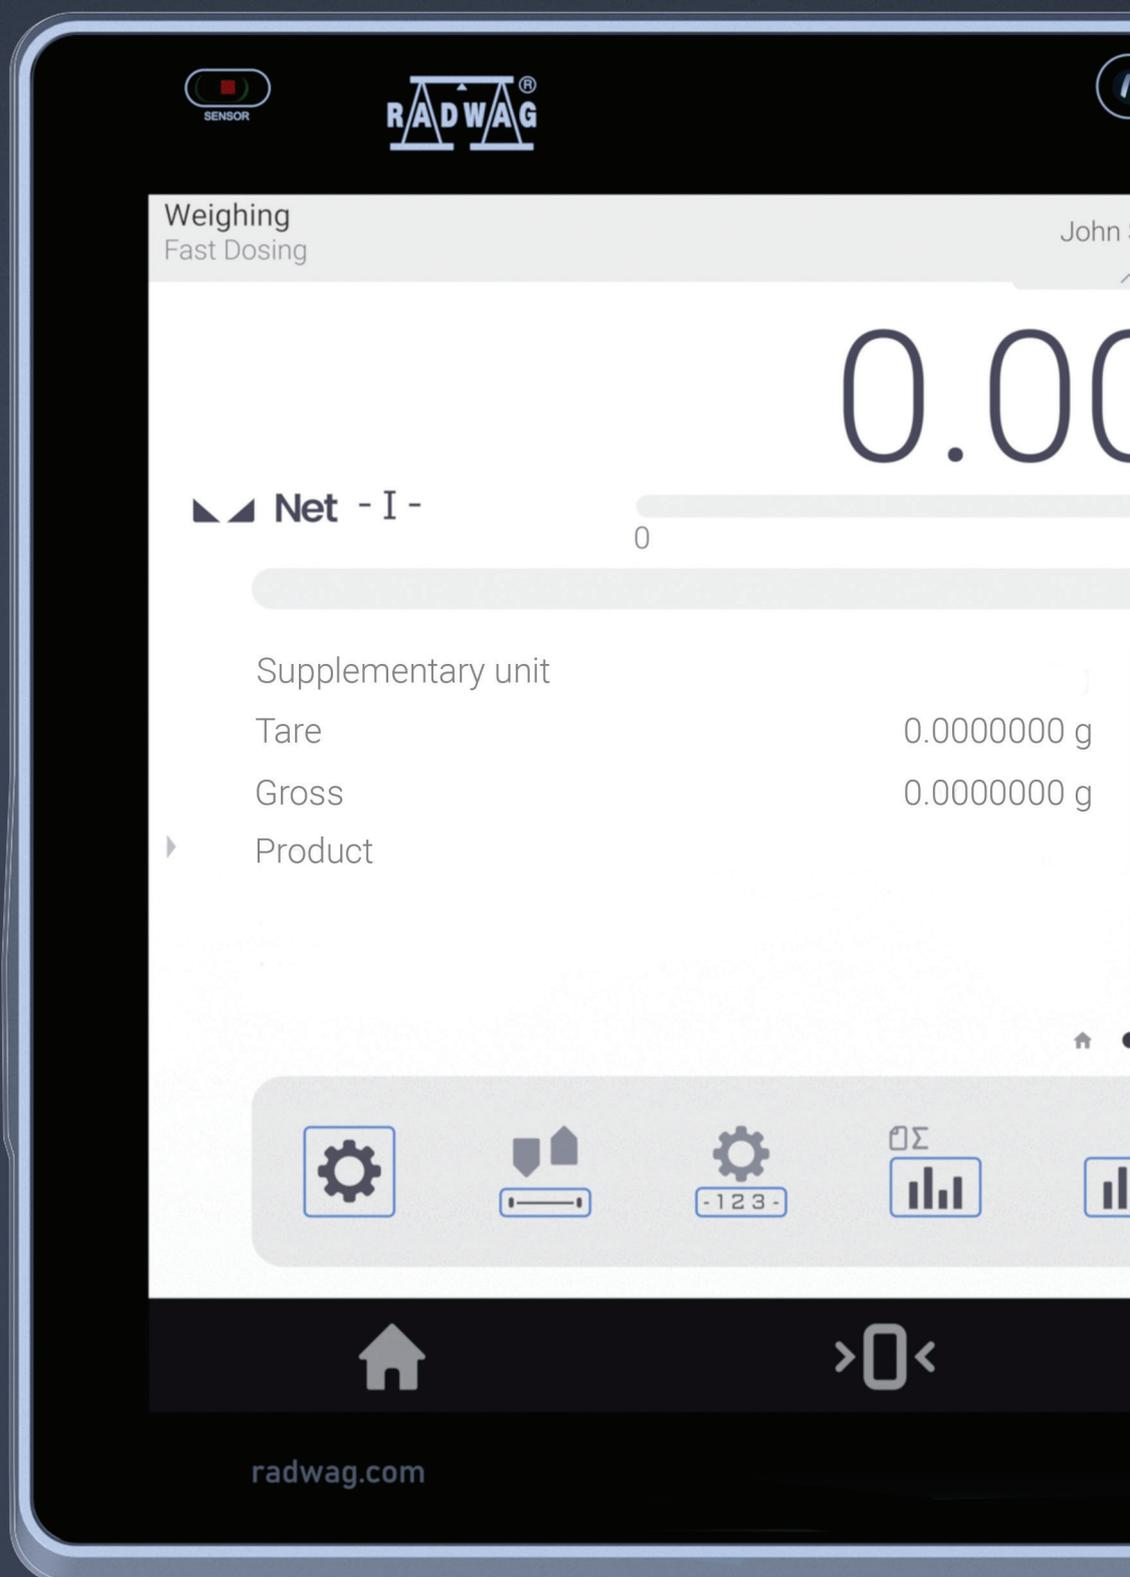 SENSOR
RADWAG®
Weighing
Fast Dosing
John
0.00
Net - I -
0
Supplementary unit
Tare 0.0000000 g
Gross 0.0000000 g
Product
Σ
-123-
>0<
radwag.com